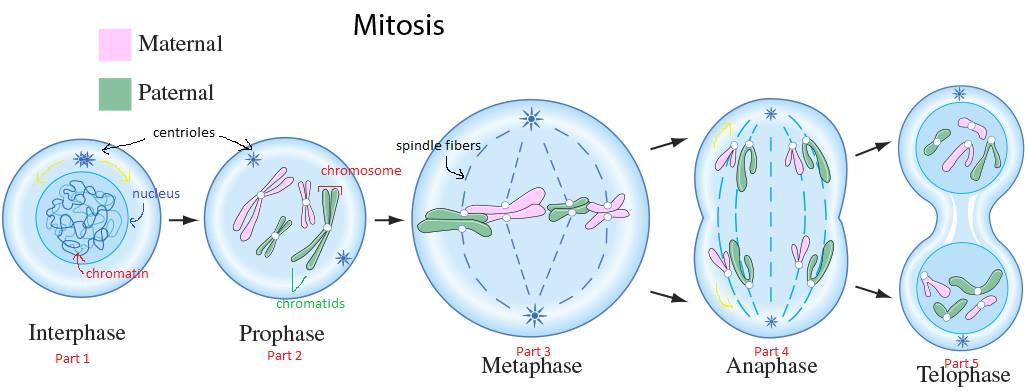 Mitosis
Maternal
Paternal
centrioles
spindle fibers
chromosome
nucleus
chromatin
chromatids
Interphase
Part 1
Prophase
Part 2
Part 3
Metaphase
Part 4
Anaphase
Part 5
Telophase